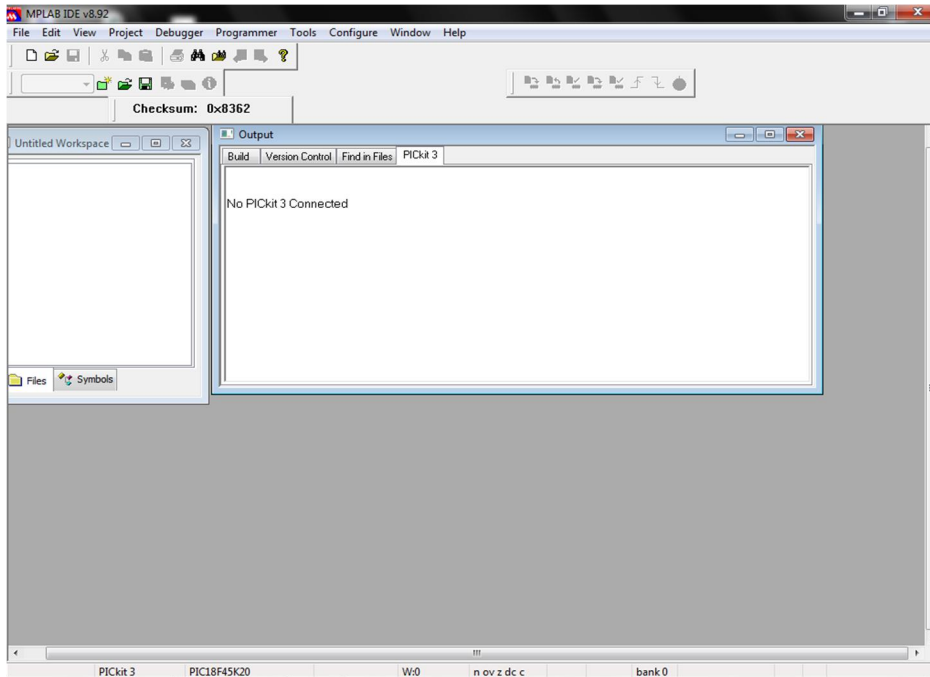 MPLAB IDE v8.92
File Edit View Project Debugger Programmer Tools Configure Window Help
Checksum: 0x8362
Untitled Workspace
Output
Build Version Control Find in Files PICkit 3
No PICkit 3 Connected
Files Symbols
PICkit 3 PIC18F45K20 W:0 n ov z dc c bank 0